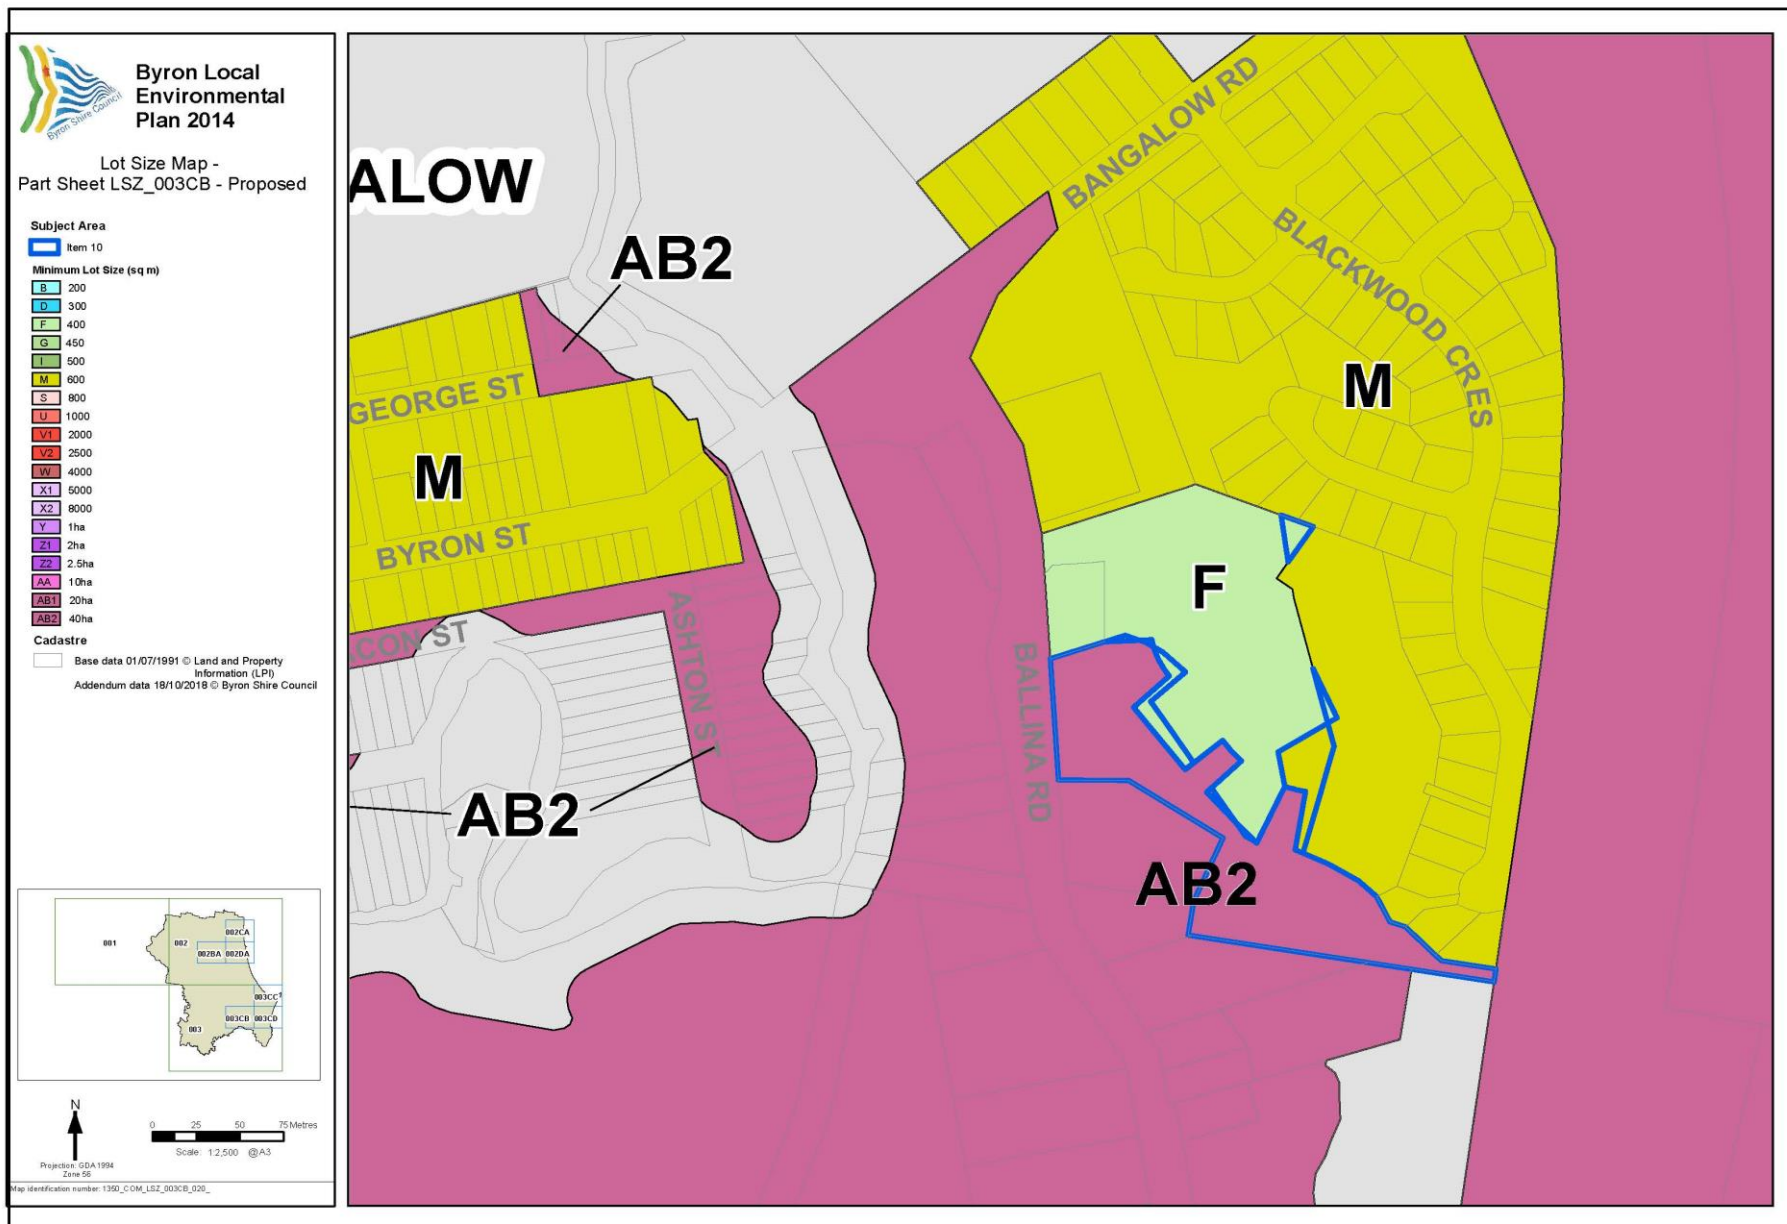 Byron Local
Environmental
Plan 2014
Byron Shire Council
Lot Size Map -
Part Sheet LSZ_003CB - Proposed
Subject Area
Item 10
Minimum Lot Size (sq m)
B 200
D 300
F 400
G 450
I 500
M 600
S 800
U 1000
V1 2000
V2 2500
W 4000
X1 5000
X2 8000
Y 1ha
Z1 2ha
Z2 2.5ha
AA 10ha
AB1 20ha
AB2 40ha
Cadastre
Base data 01/07/1991 © Land and Property
Information (LPI)
Addendum data 18/10/2018 © Byron Shire Council
001
002
002CA
002BA
002DA
003CC
003CB
003CD
003
N
Projection: GDA 1994
Zone 56
0 25 50 75 Metres
Scale: 1:2,500 @A3
Map identification number: 1350_COM_LSZ_003CB_020_
ALOW
AB2
BANGALOW RD
BLACKWOOD CRES
M
GEORGE ST
M
BYRON ST
F
ACON ST
ASHTON ST
BALLINA RD
AB2
AB2